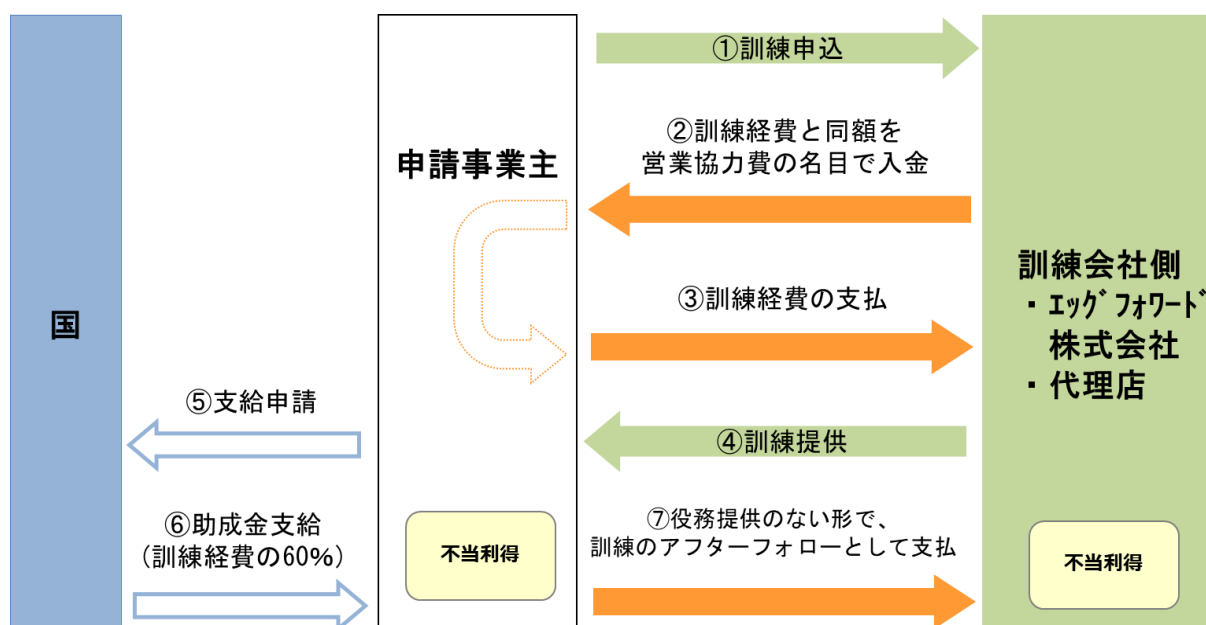 国
申請事業主
①訓練申込
②訓練経費と同額を
営業協力費の名目で入金
③訓練経費の支払
④訓練提供
⑤支給申請
⑥助成金支給
(訓練経費の60%)
⑦役務提供のない形で、
訓練のアフターフォローとして支払
不当利得
訓練会社側
・ｴｯｸﾞﾌｫﾜｰﾄﾞ
株式会社
・代理店
不当利得